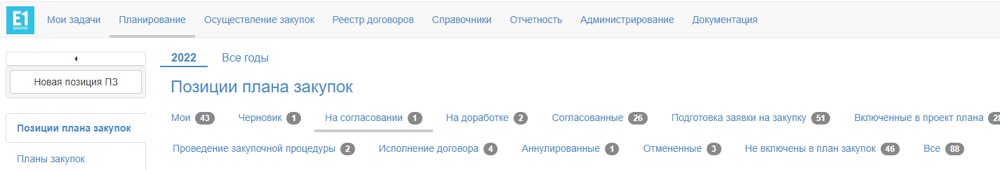 E1 Мои задачи Планирование Осуществление закупок Реестр договоров Справочники Отчетность Администрирование Документация
ЗАКУПКИ
2022 Все годы
Новая позиция ПЗ
Позиции плана закупок
Мои 43 Черновик 1 На согласовании 1 На доработке 2 Согласованные 26 Подготовка заявки на закупку 51 Включенные в проект плана
Позиции плана закупок
Проведение закупочной процедуры 2 Исполнение договора 4 Аннулированные 1 Отмененные 3 Не включены в план закупок 46 Все 88
Планы закупок